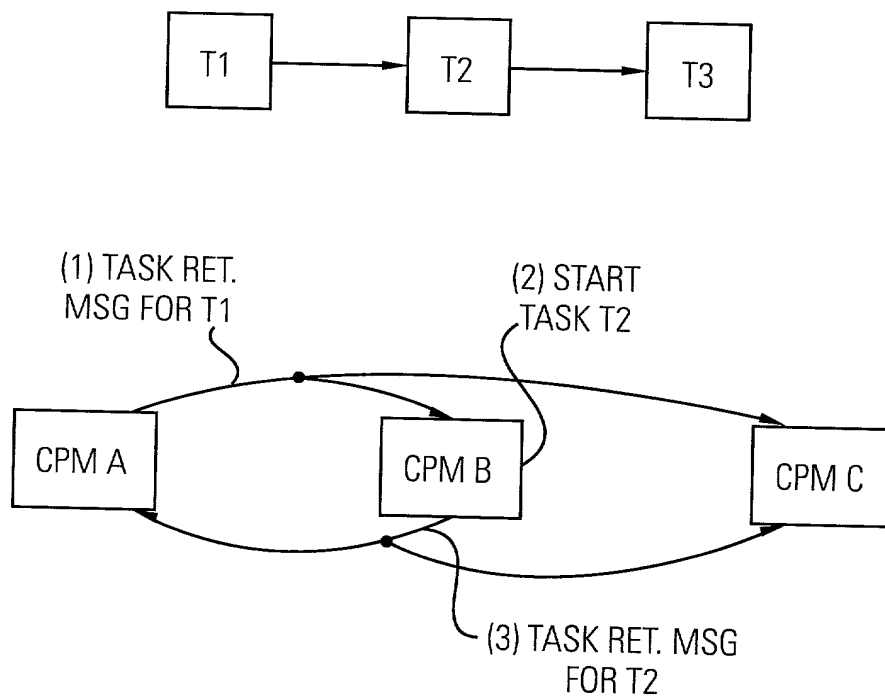 T1
T2
T3
(1) TASK RET.
MSG FOR T1
(2) START
TASK T2
CPM A
CPM B
CPM C
(3) TASK RET. MSG
FOR T2